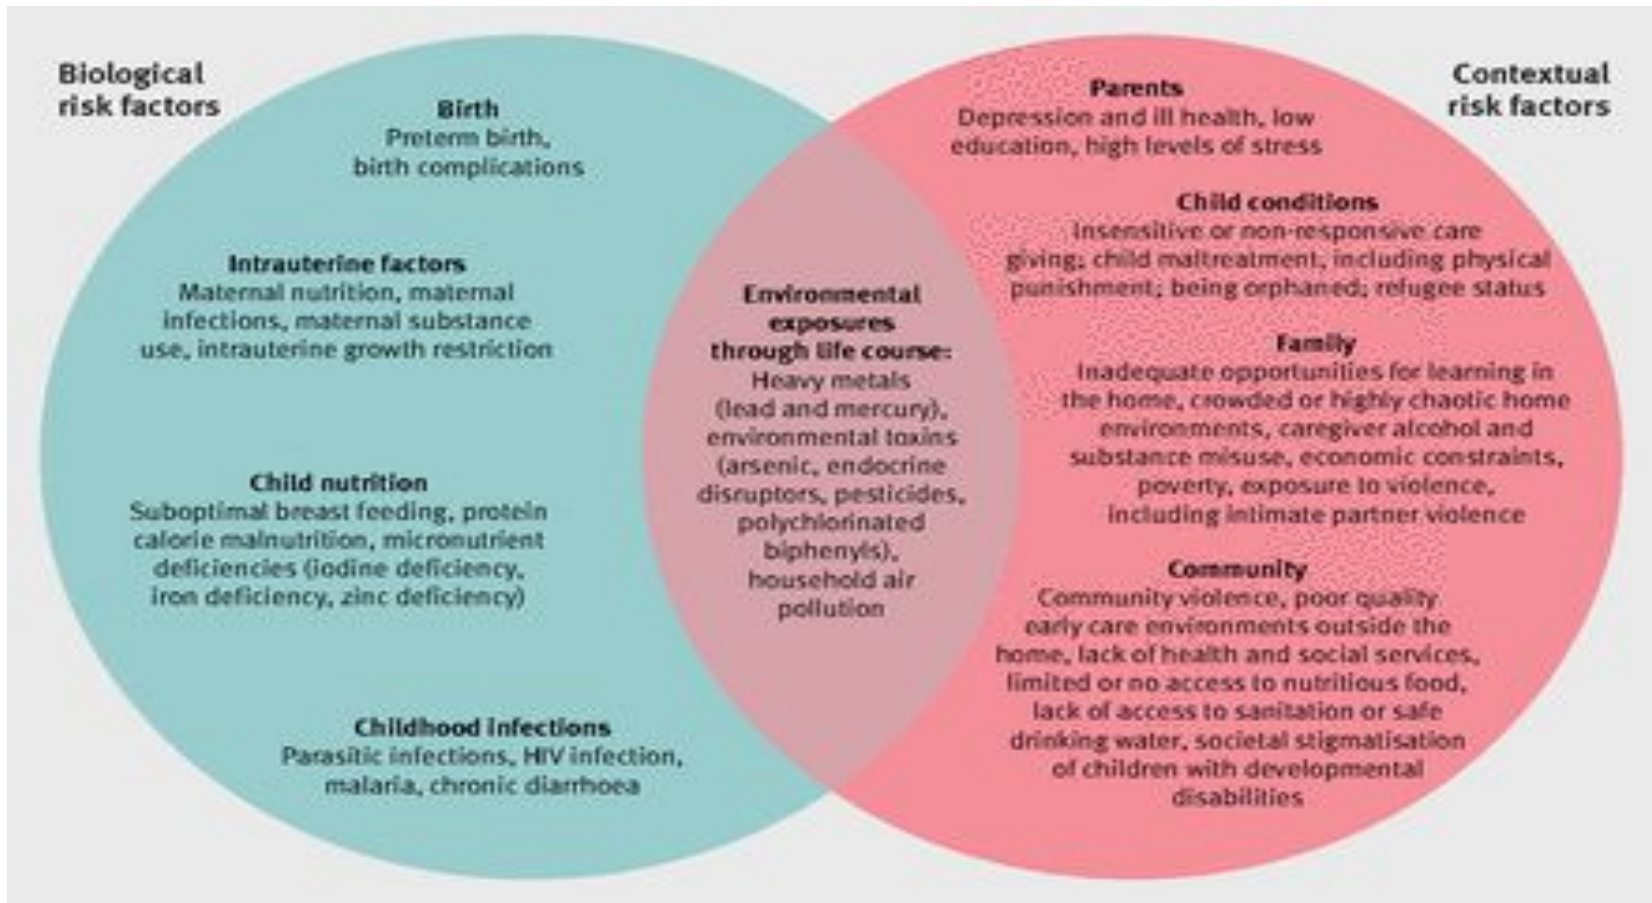 Biological
risk factors
Birth
Preterm birth,
birth complications
Intrauterine factors
Maternal nutrition, maternal
infections, maternal substance
use, intrauterine growth restriction
Child nutrition
Suboptimal breast feeding, protein
calorie malnutrition, micronutrient
deficiencies (iodine deficiency,
iron deficiency, zinc deficiency)
Childhood infections
Parasitic infections, HIV infection,
malaria, chronic diarrhoea
Environmental
exposures
through life course:
Heavy metals
(lead and mercury),
environmental toxins
(arsenic, endocrine
disruptors, pesticides,
polychlorinated
biphenyls),
household air
pollution
Contextual
risk factors
Parents
Depression and ill health, low
education, high levels of stress
Child conditions
Insensitive or non-responsive care
giving; child maltreatment, including physical
punishment; being orphaned; refugee status
Family
Inadequate opportunities for learning in
the home, crowded or highly chaotic home
environments, caregiver alcohol and
substance misuse, economic constraints,
poverty, exposure to violence,
including intimate partner violence
Community
Community violence, poor quality
early care environments outside the
home, lack of health and social services,
limited or no access to nutritious food,
lack of access to sanitation or safe
drinking water, societal stigmatisation
of children with developmental
disabilities